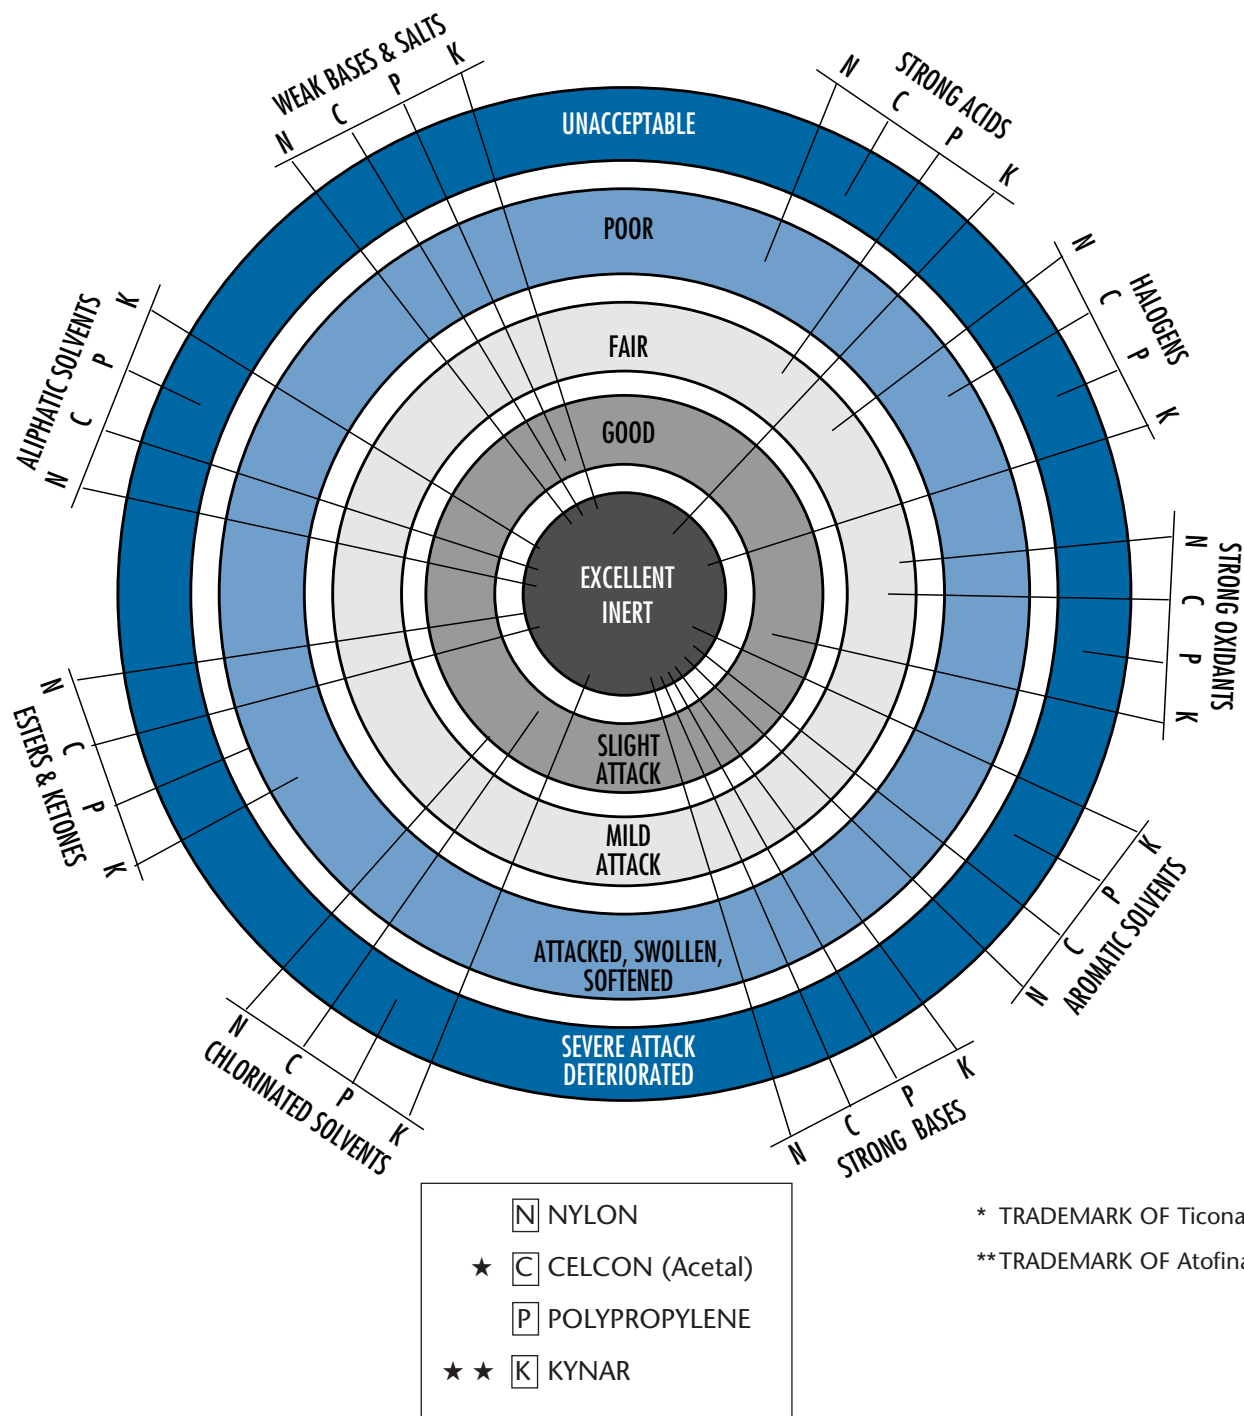 WEAK BASES & SALTS
N C P K
STRONG ACIDS
N C P K
HALOGENS
N C P K
STRONG OXIDANTS
N C P K
AROMATIC SOLVENTS
K P C N
STRONG BASES
N C P K
CHLORINATED SOLVENTS
N C P K
ESTERS & KETONES
N C P K
ALIPHATIC SOLVENTS
K P C N
UNACCEPTABLE
POOR
FAIR
GOOD
EXCELLENT
INERT
SLIGHT
ATTACK
MILD
ATTACK
ATTACKED, SWOLLEN,
SOFTENED
SEVERE ATTACK
DETERIORATED
N NYLON
★ C CELCON (Acetal)
P POLYPROPYLENE
★ ★ K KYNAR
* TRADEMARK OF Ticona
**TRADEMARK OF Atofina